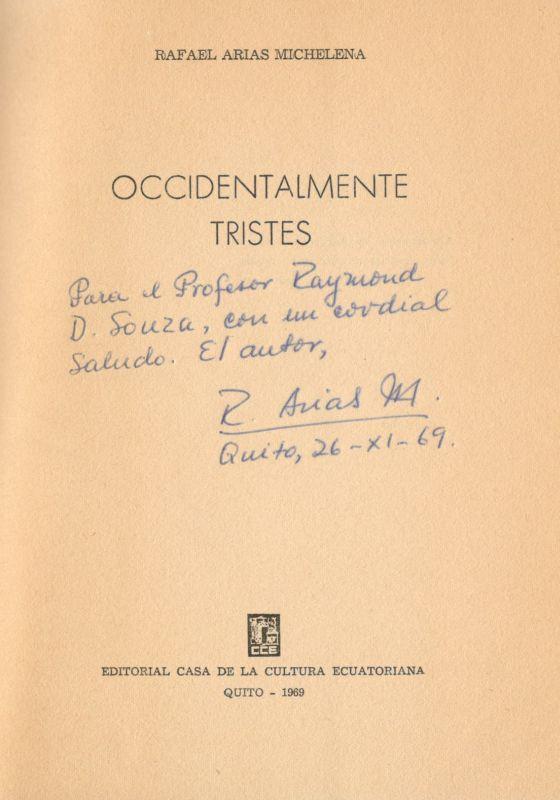 RAFAEL ARIAS MICHELENA
OCCIDENTALMENTE
TRISTES
Para el Profesor Raymond
D. Souza, con un cordial
saludo. El autor,
R. Arias M.
Quito, 26-XI-69.
CCE
EDITORIAL CASA DE LA CULTURA ECUATORIANA
QUITO - 1969